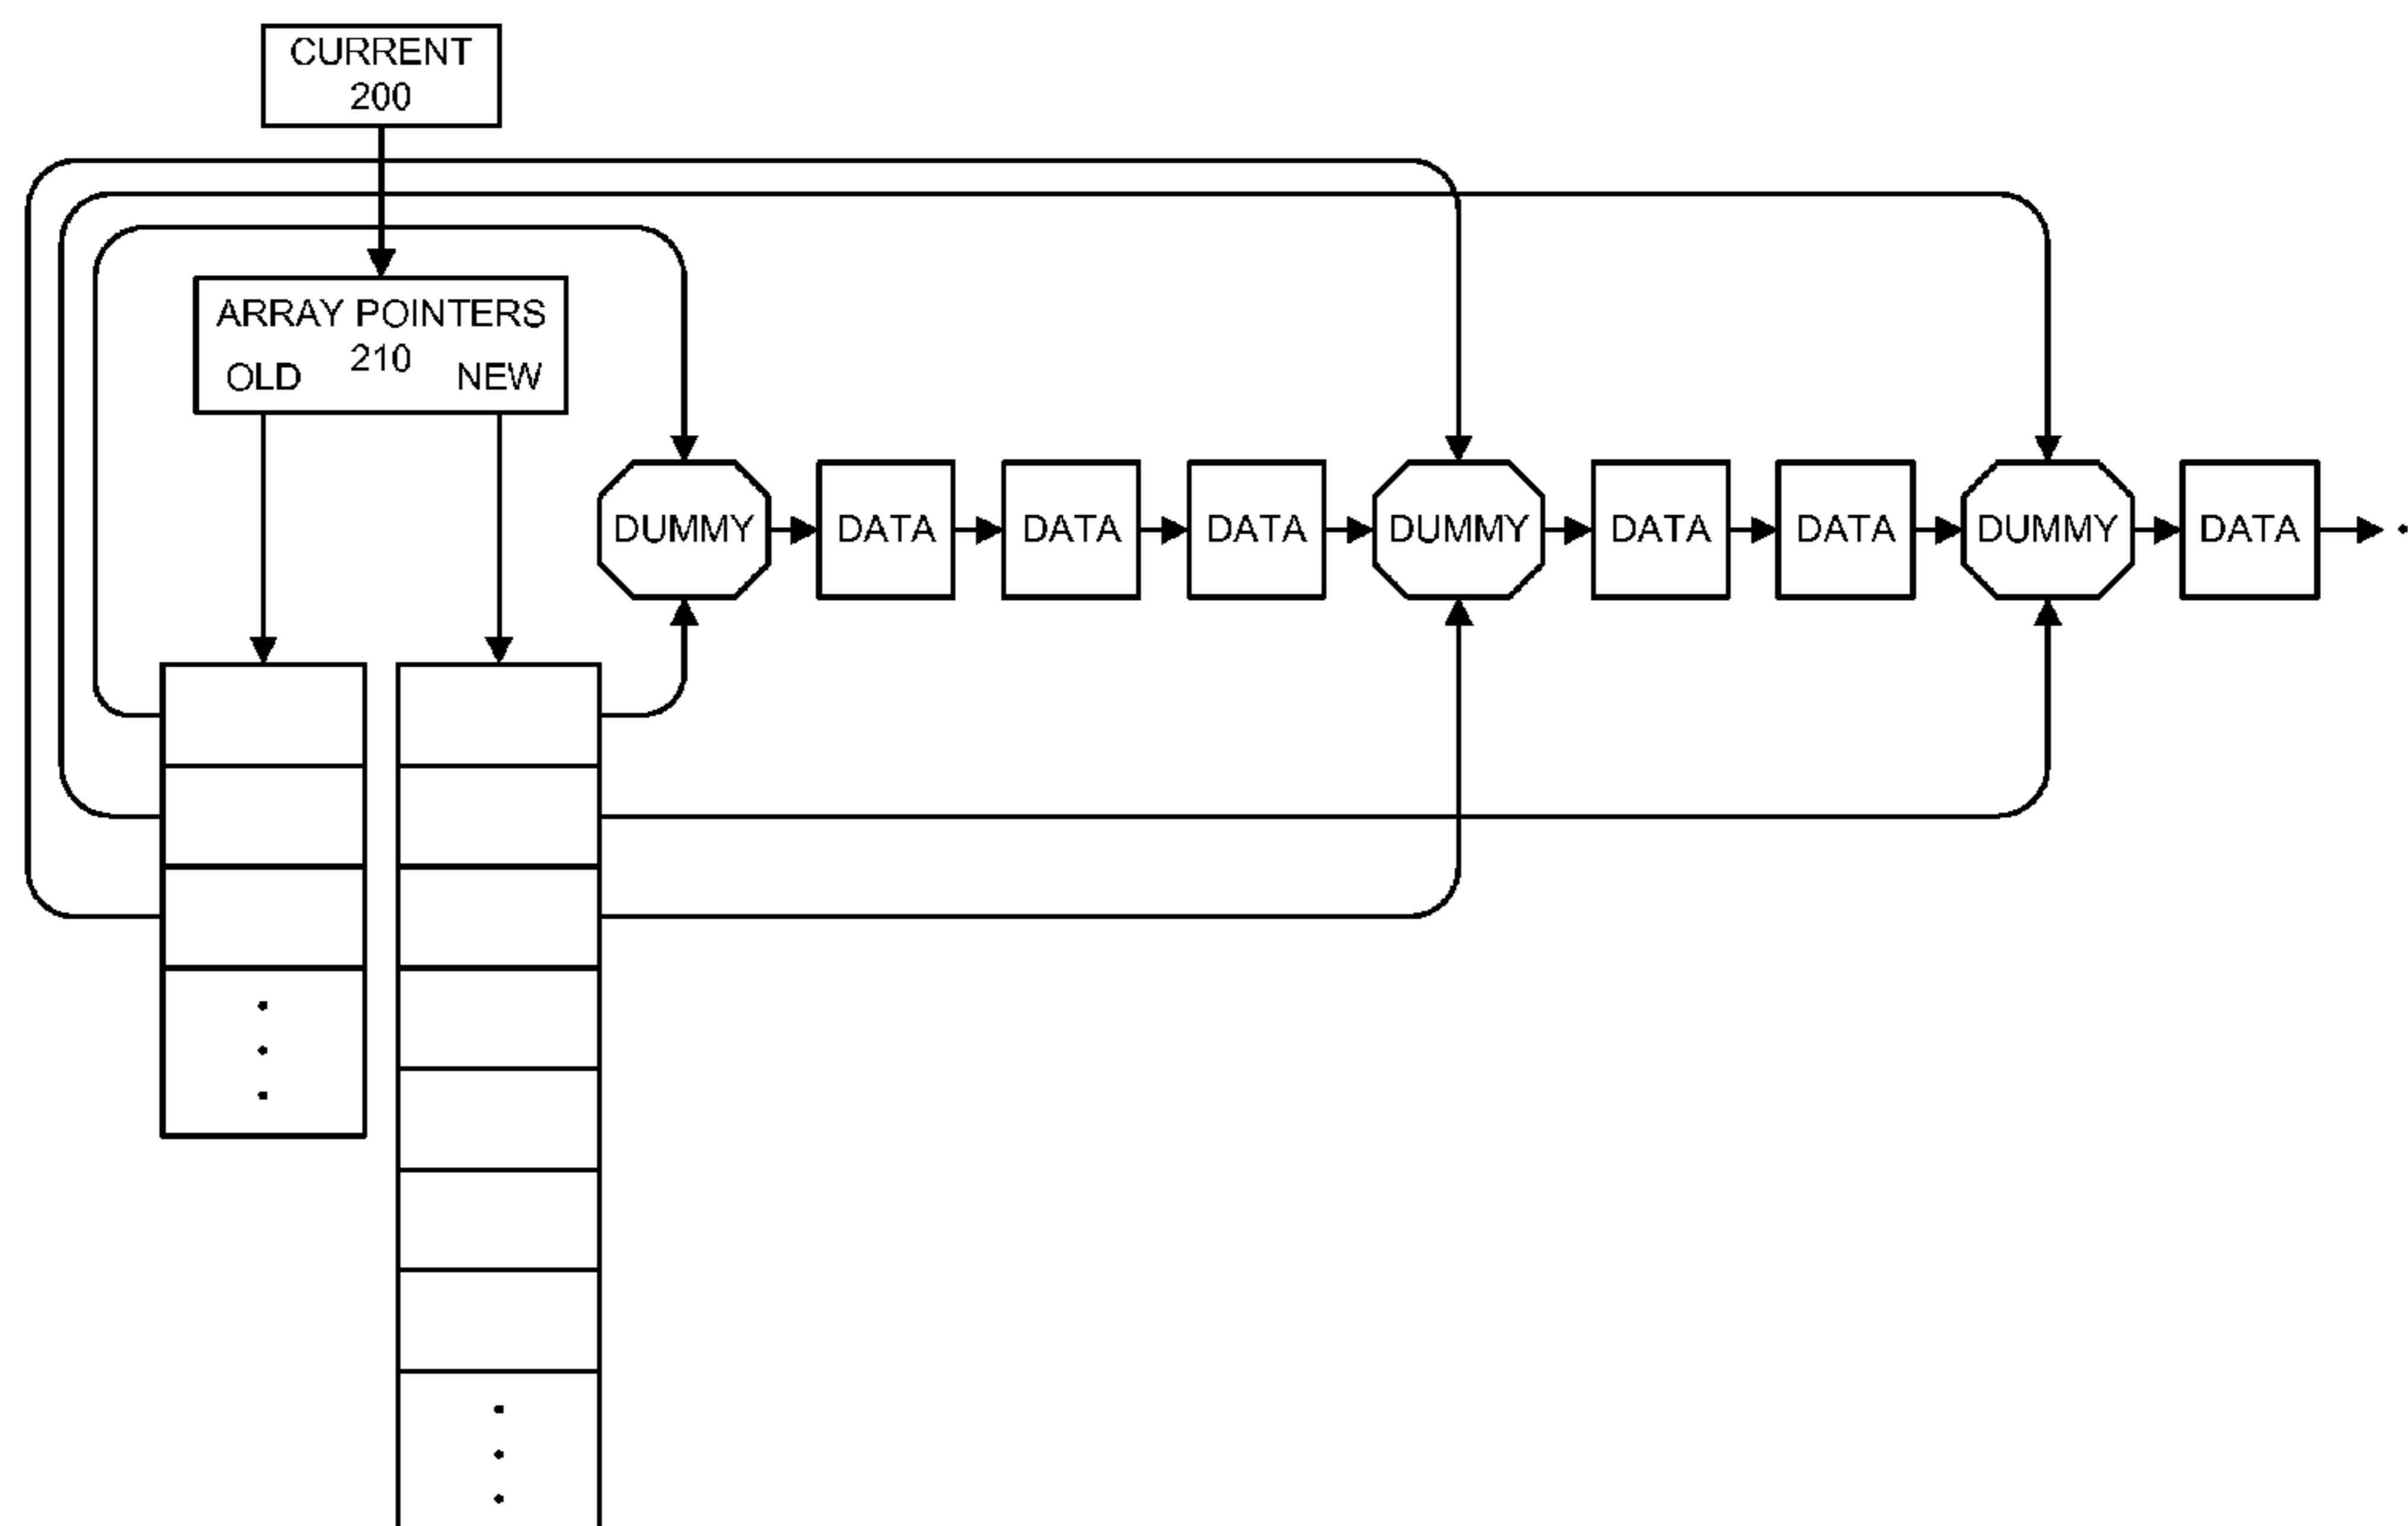 CURRENT
200
ARRAY POINTERS
210
OLD
NEW
DUMMY
DATA
DATA
DATA
DUMMY
DATA
DATA
DUMMY
DATA